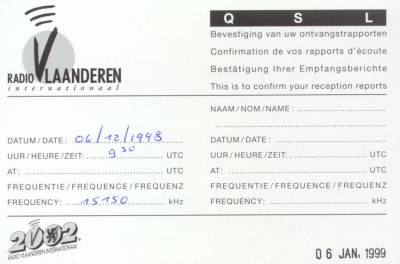 RADIO VLAANDEREN
internationaal
Q S L
Bevestiging van uw ontvangstrapporten
Confirmation de vos rapports d'écoute
Bestätigung Ihrer Empfangsberichte
This is to confirm your reception reports
DATUM/DATE: 06/12/1998
UUR/HEURE/ZEIT: 9 30 UTC
AT: UTC
FREQUENTIE/FREQUENCE/FREQUENZ
FREQUENCY: 15150 kHz
NAAM/NOM/NAME:
DATUM/DATE:
UUR/HEURE/ZEIT: UTC
AT: UTC
FREQUENTIE/FREQUENCE/FREQUENZ
FREQUENCY: kHz
2002
RADIO VLAANDEREN INTERNATIONAAL
06 JAN. 1999